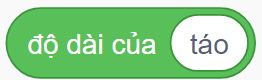 độ dài của táo